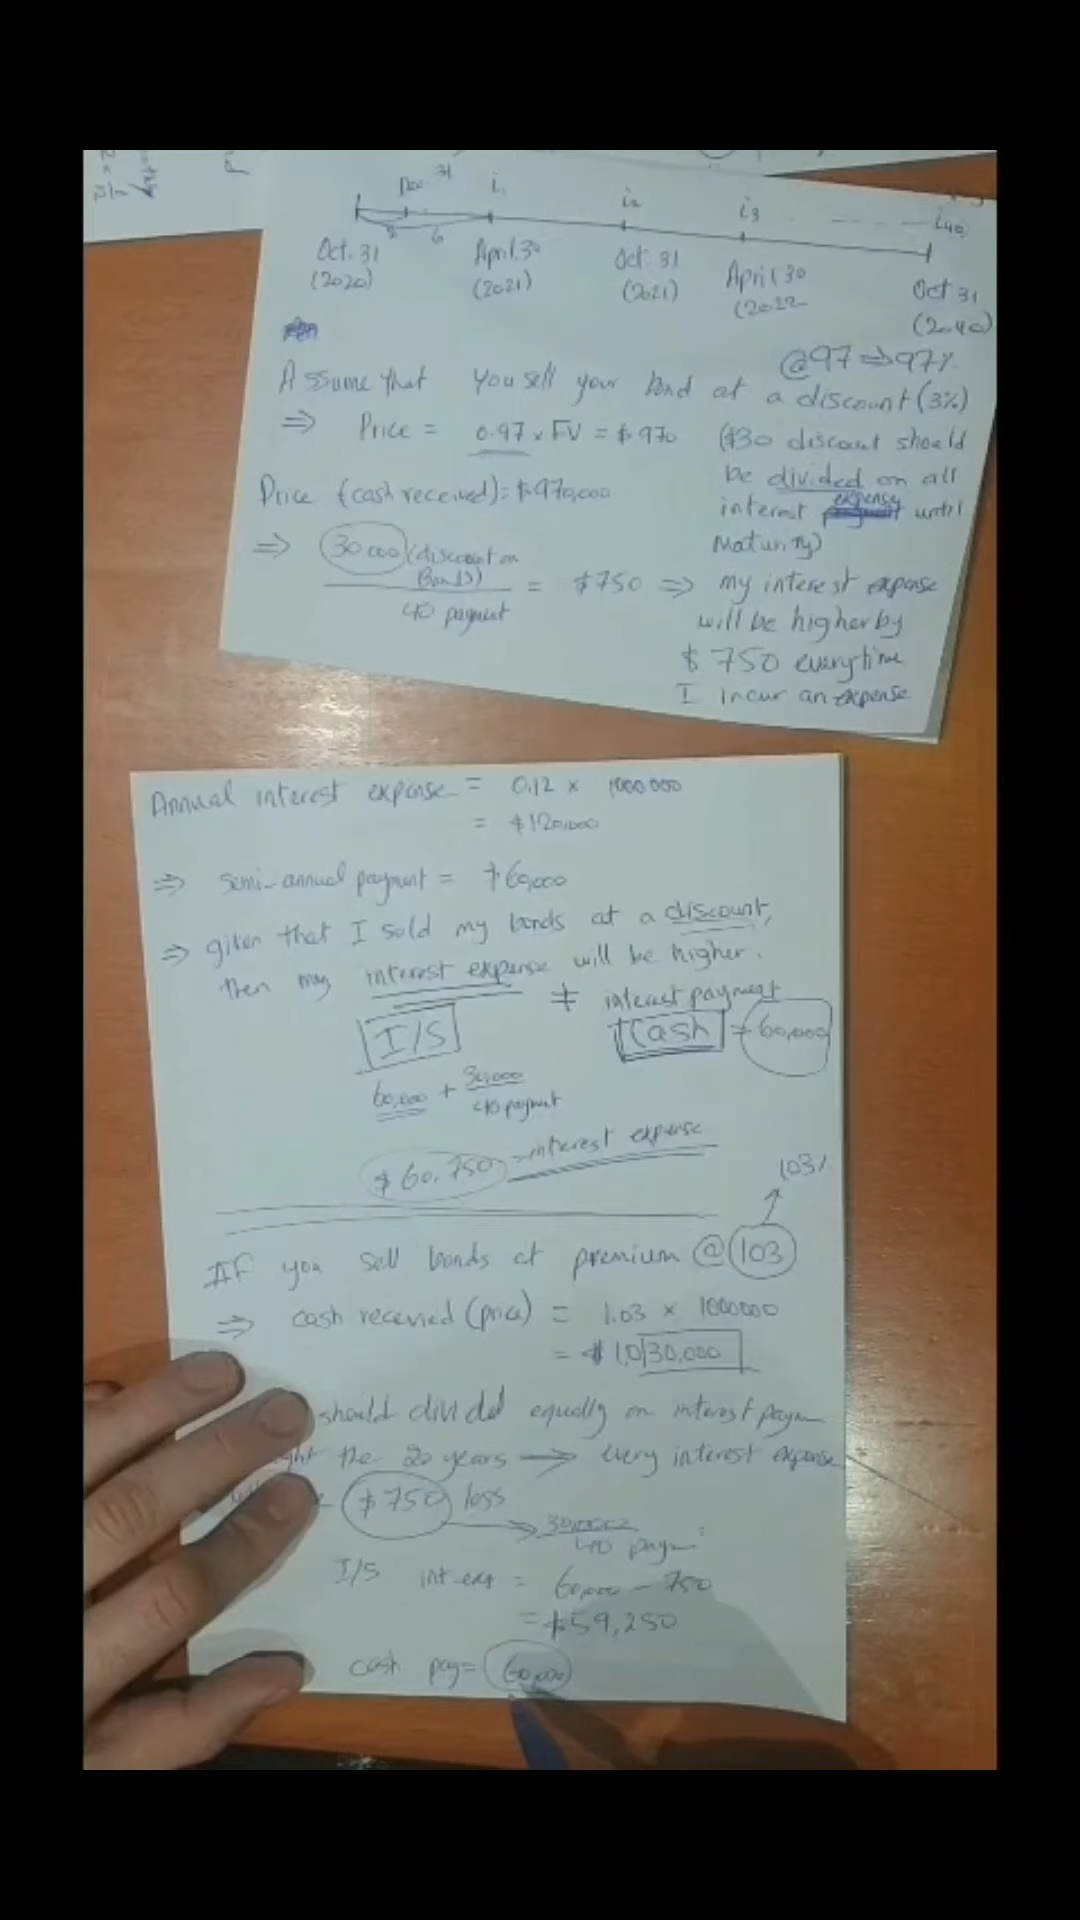 Dec. 31 i1 i2 i3 i40
2 6
Oct. 31 April 30 Oct 31 April 30 Oct 31
(2020) (2021) (2021) (2022 (2040)
@97 ⇒ 97%
Assume that you sell your bond at a discount (3%)
⇒ Price = 0.97 x FV = $970 ($30 discount should
be divided on all
Price (cash received) = $970,000
interest expense until
Maturity)
⇒ 30 000 (discount on
Bonds)
40 payment
= $750 ⇒ my interest expense
will be higher by
$ 750 everytime
I incur an expense
Annual interest expense = 0.12 x 1000 000
= $120,000
⇒ semi-annual payment = $60,000
⇒ given that I sold my bonds at a discount,
then my interest expense will be higher.
≠ interest payment
I/S Cash = 60,000
60,000 + 30,000
40 payment
$60,750 = interest expense
103%
If you sell bonds at premium @ 103
⇒ cash received (price) = 1.03 x 1000000
= $ 1,030,000
should divided equally on interest paym
the 20 years → every interest expense
$750 loss
30,000
40 paym
I/S int. exp = 60,000 - 750
= $59,250
cash pay = 60,000